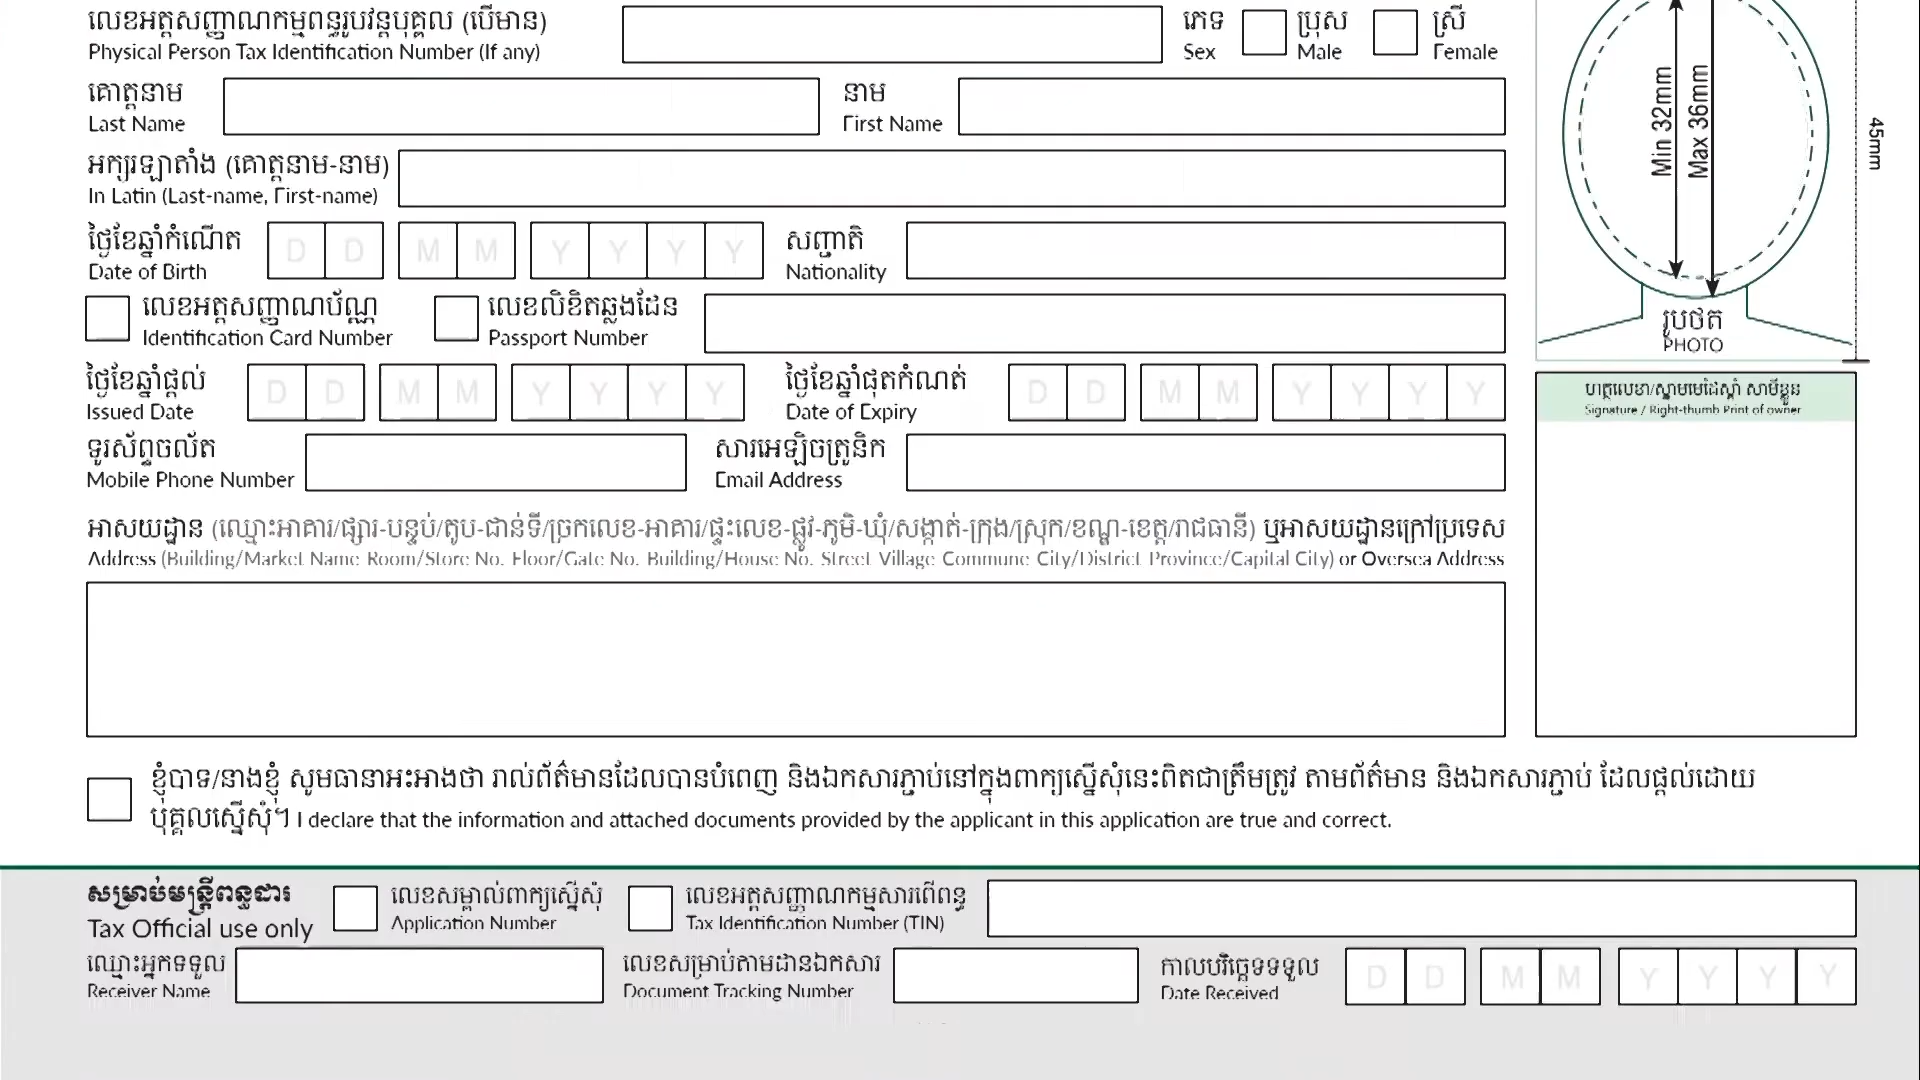 លេខអត្តសញ្ញាណកម្មពន្ធរូបវន្តបុគ្គល (បើមាន)
Physical Person Tax Identification Number (If any)
ភេទ
Sex
ប្រុស
Male
ស្រី
Female
គោត្តនាម
Last Name
នាម
First Name
អក្សរឡាតាំង (គោត្តនាម-នាម)
In Latin (Last-name, First-name)
ថ្ងៃខែឆ្នាំកំណើត
Date of Birth
D D M M Y Y Y Y
សញ្ជាតិ
Nationality
លេខអត្តសញ្ញាណប័ណ្ណ
Identification Card Number
លេខលិខិតឆ្លងដែន
Passport Number
ថ្ងៃខែឆ្នាំផ្តល់
Issued Date
D D M M Y Y Y Y
ថ្ងៃខែឆ្នាំផុតកំណត់
Date of Expiry
D D M M Y Y Y Y
ទូរស័ព្ទចល័ត
Mobile Phone Number
សារអេឡិចត្រូនិក
Email Address
អាសយដ្ឋាន (ឈ្មោះអាគារ/ផ្សារ-បន្ទប់/តូប-ជាន់ទី/ច្រកលេខ-អាគារ/ផ្ទះលេខ-ផ្លូវ-ភូមិ-ឃុំ/សង្កាត់-ក្រុង/ស្រុក/ខណ្ឌ-ខេត្ត/រាជធានី) ឬអាសយដ្ឋានក្រៅប្រទេស
Address (Building/Market Name Room/Store No. Floor/Gate No. Building/House No. Street Village Commune City/District Province/Capital City) or Oversea Address
Min 32mm
Max 36mm
45mm
រូបថត
PHOTO
ហត្ថលេខា/ស្នាមមេដៃស្តាំ សាមីខ្លួន
Signature / Right-thumb Print of owner
ខ្ញុំបាទ/នាងខ្ញុំ សូមធានាអះអាងថា រាល់ព័ត៌មានដែលបានបំពេញ និងឯកសារភ្ជាប់នៅក្នុងពាក្យស្នើសុំនេះពិតជាត្រឹមត្រូវ តាមព័ត៌មាន និងឯកសារភ្ជាប់ ដែលផ្តល់ដោយ
បុគ្គលស្នើសុំ។ I declare that the information and attached documents provided by the applicant in this application are true and correct.
សម្រាប់មន្ត្រីពន្ធដារ
Tax Official use only
លេខសម្គាល់ពាក្យស្នើសុំ
Application Number
លេខអត្តសញ្ញាណកម្មសារពើពន្ធ
Tax Identification Number (TIN)
ឈ្មោះអ្នកទទួល
Receiver Name
លេខសម្រាប់តាមដានឯកសារ
Document Tracking Number
កាលបរិច្ឆេទទទួល
Date Received
D D M M Y Y Y Y